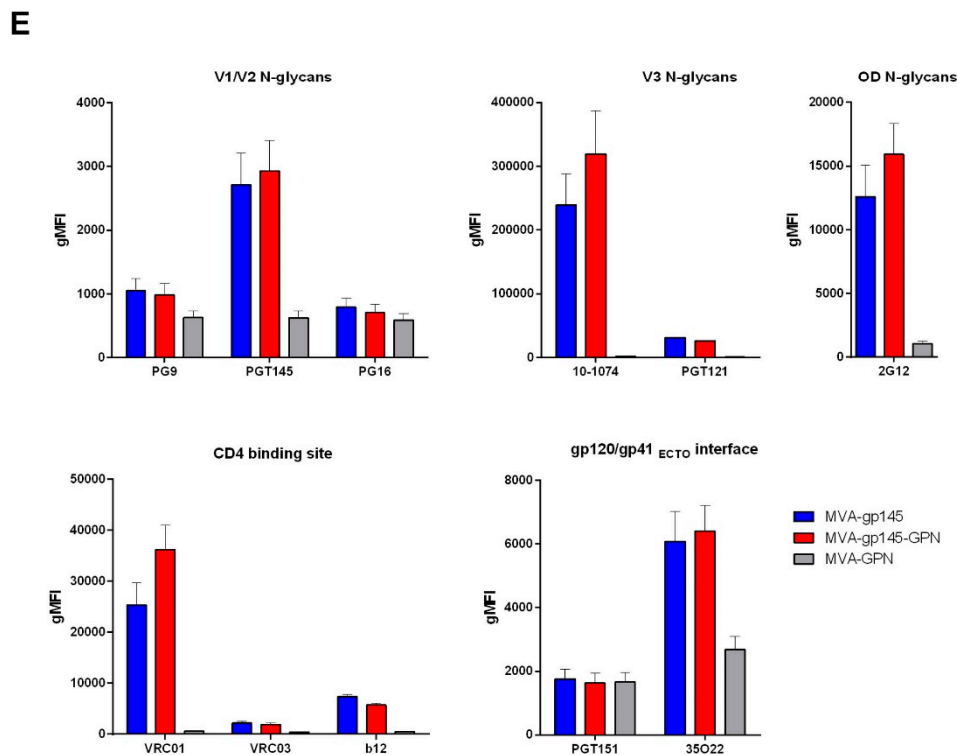 E
V1/V2 N-glycans
V3 N-glycans
OD N-glycans
4000
3000
2000
1000
0
gMFI
PG9
PGT145
PG16
400000
300000
200000
100000
0
gMFI
10-1074
PGT121
20000
15000
10000
5000
0
gMFI
2G12
CD4 binding site
gp120/gp41 ECTO interface
50000
40000
30000
20000
10000
0
gMFI
VRC01
VRC03
b12
8000
6000
4000
2000
0
gMFI
PGT151
35O22
MVA-gp145
MVA-gp145-GPN
MVA-GPN